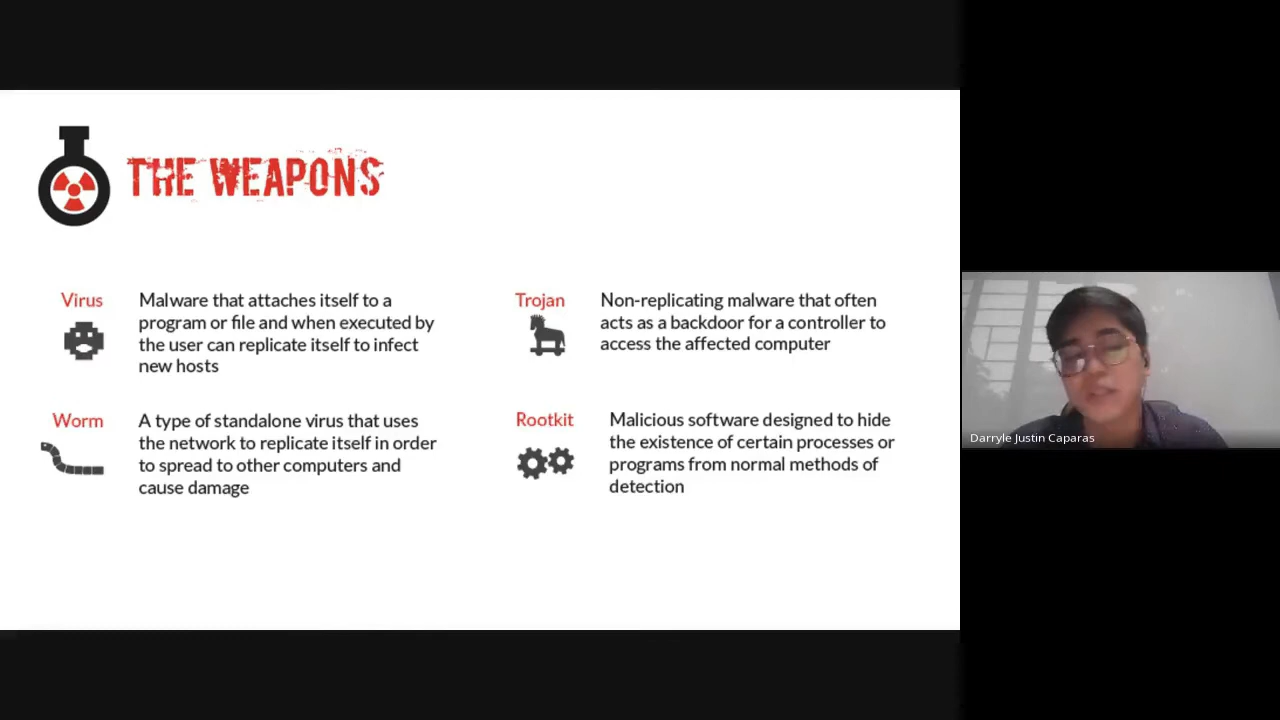 THE WEAPONS
Virus
Malware that attaches itself to a
program or file and when executed by
the user can replicate itself to infect
new hosts
Trojan
Non-replicating malware that often
acts as a backdoor for a controller to
access the affected computer
Worm
A type of standalone virus that uses
the network to replicate itself in order
to spread to other computers and
cause damage
Rootkit
Malicious software designed to hide
the existence of certain processes or
programs from normal methods of
detection
Darryle Justin Caparas